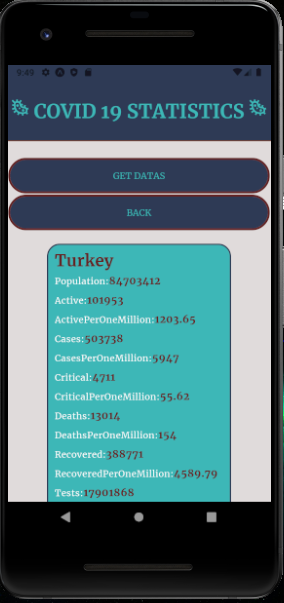 9:49
COVID 19 STATISTICS
GET DATAS
BACK
Turkey
Population:84703412
Active:101953
ActivePerOneMillion:1203.65
Cases:503738
CasesPerOneMillion:5947
Critical:4711
CriticalPerOneMillion:55.62
Deaths:13014
DeathsPerOneMillion:154
Recovered:388771
RecoveredPerOneMillion:4589.79
Tests:17901868